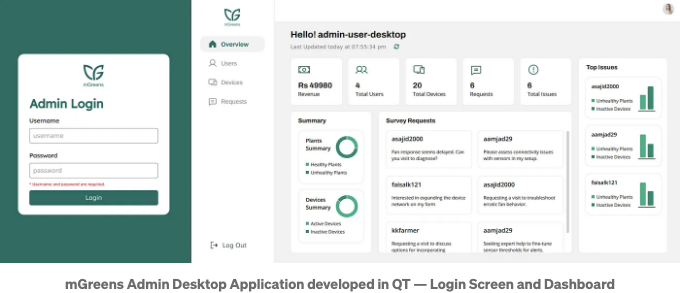 mGreens
Admin Login
Username
username
Password
password
* Username and password are required.
Login
mGreens
Overview
Users
Devices
Requests
Log Out
Hello! admin-user-desktop
Last Updated today at 07:55:34 pm
Rs 49980
Revenue
4
Total Users
20
Total Devices
6
Requests
6
Total Issues
Summary
Plants
Summary
Healthy Plants
Unhealthy Plants
Devices
Summary
Active Devices
Inactive Devices
Survey Requests
asajid2000
Fan response seems delayed. Can
you visit to diagnose?
aamjad29
Please assess connectivity issues
with sensors in my setup.
faisalk121
Interested in expanding the device
network on my farm
asajid2000
Requesting a visit to troubleshoot
erratic fan behavior.
kkfarmer
Requesting a visit to discuss
options for incorporating
aamjad29
Seeking expert help to fine-tune
sensor thresholds for alerts.
Top Issues
asajid2000
Unhealthy Plants
Inactive Devices
aamjad29
Unhealthy Plants
Inactive Devices
faisalk121
Unhealthy Plants
Inactive Devices
mGreens Admin Desktop Application developed in QT — Login Screen and Dashboard